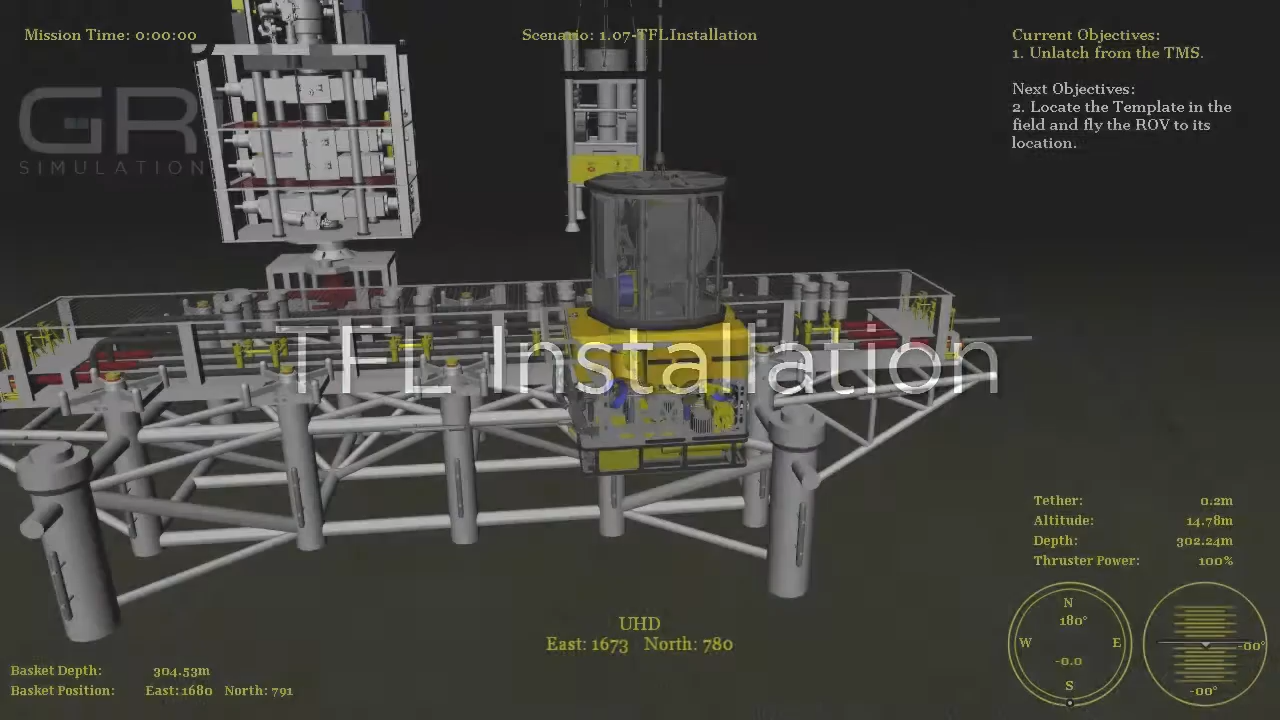 Mission Time: 0:00:00
Scenario: 1.07-TFLInstallation
Current Objectives:
1. Unlatch from the TMS.
Next Objectives:
2. Locate the Template in the
field and fly the ROV to its
location.
GR
SIMULATION
TFL Installation
Tether: 0.2m
Altitude: 14.78m
Depth: 302.24m
Thruster Power: 100%
UHD
East: 1673 North: 780
Basket Depth: 304.53m
Basket Position: East:1680 North: 791
N
180°
W E
-0.0
S
-00°
-00°